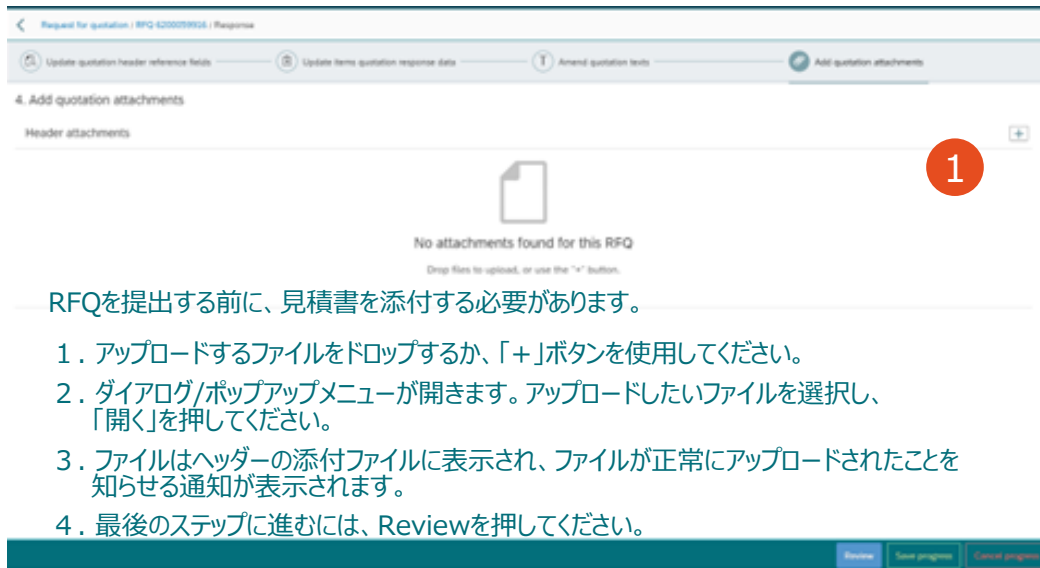 Request for quotation / RFQ 6200059916 / Response
Update quotation header reference fields
Update items quotation response data
T Amend quotation texts
Add quotation attachments
4. Add quotation attachments
Header attachments
+
1
No attachments found for this RFQ
Drop files to upload, or use the "+" button.
RFQを提出する前に、見積書を添付する必要があります。
１. アップロードするファイルをドロップするか、「＋」ボタンを使用してください。
２. ダイアログ/ポップアップメニューが開きます。アップロードしたいファイルを選択し、
「開く」を押してください。
３. ファイルはヘッダーの添付ファイルに表示され、ファイルが正常にアップロードされたことを
知らせる通知が表示されます。
４. 最後のステップに進むには、Reviewを押してください。
Review
Save progress
Cancel progress